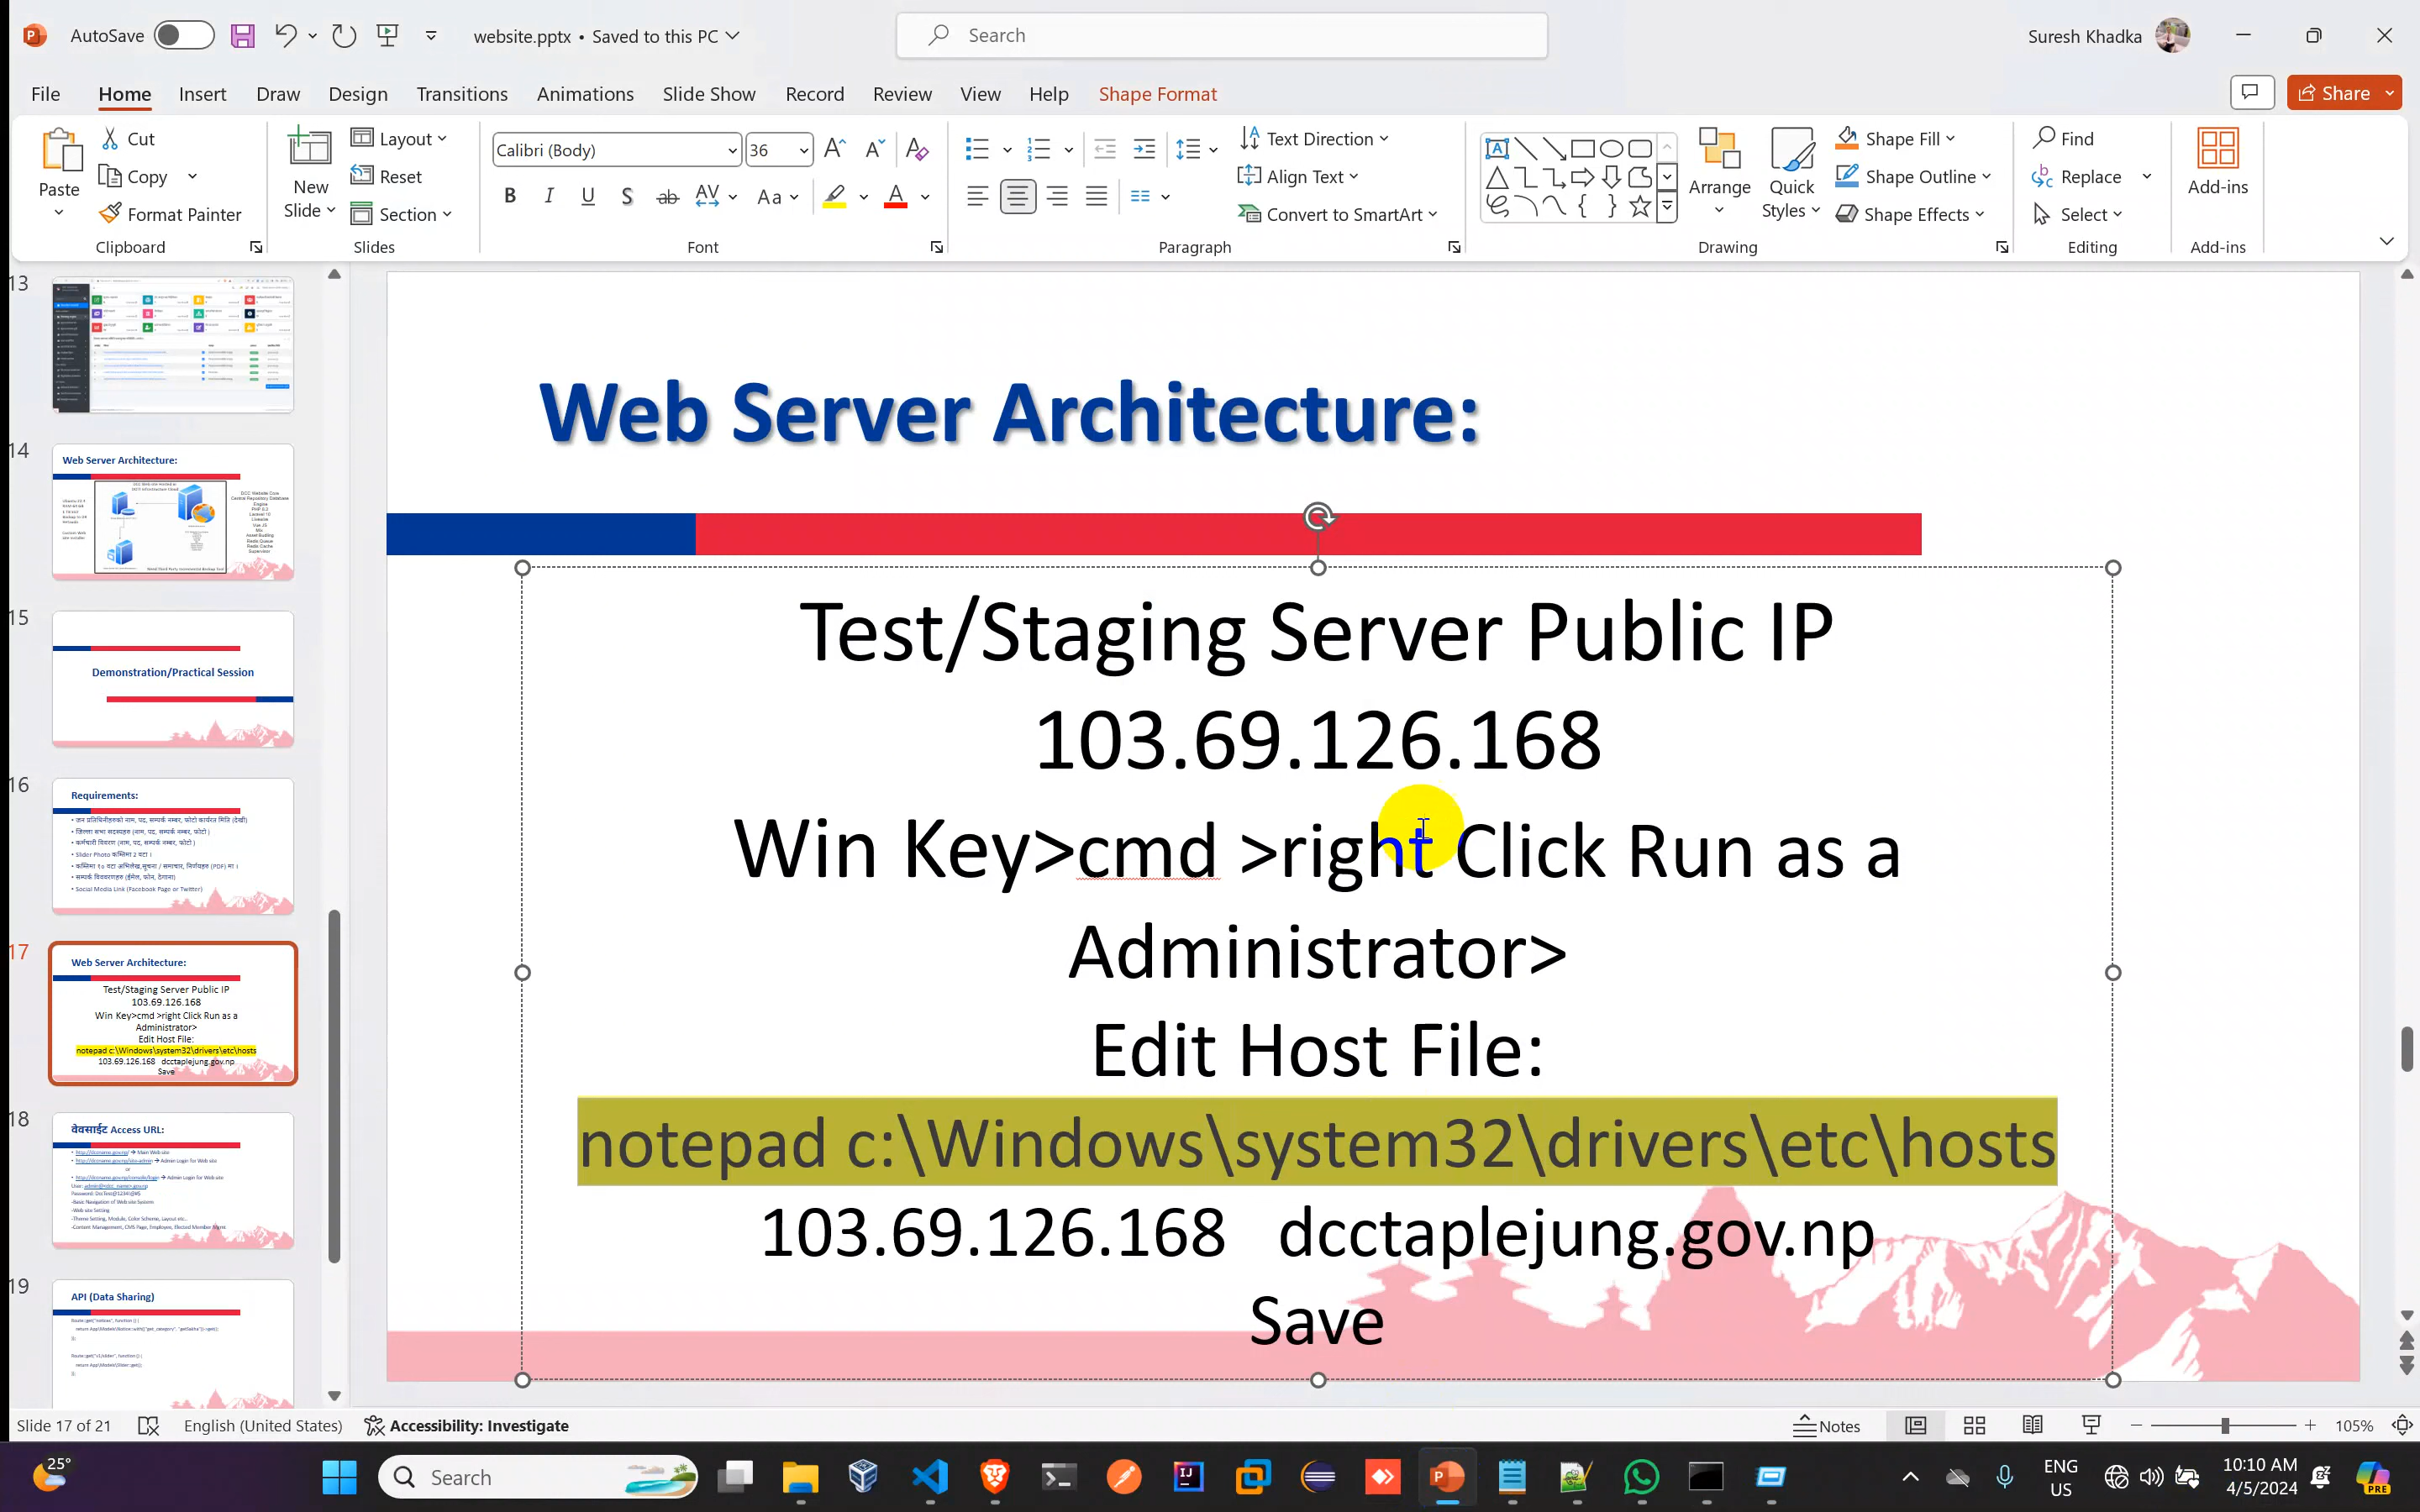 AutoSave
website.pptx • Saved to this PC
Search
Suresh Khadka
File
Home
Insert
Draw
Design
Transitions
Animations
Slide Show
Record
Review
View
Help
Shape Format
Share
Paste
Cut
Copy
Format Painter
Clipboard
New
Slide
Layout
Reset
Section
Slides
Calibri (Body)
36
Font
Text Direction
Align Text
Convert to SmartArt
Paragraph
Arrange
Quick
Styles
Shape Fill
Shape Outline
Shape Effects
Drawing
Find
Replace
Select
Editing
Add-ins
Add-ins
13
14
Web Server Architecture:
15
Demonstration/Practical Session
16
Requirements:
17
Web Server Architecture:
Test/Staging Server Public IP
103.69.126.168
Win Key>cmd >right Click Run as a
Administrator>
Edit Host File:
notepad c:\Windows\system32\drivers\etc\hosts
103.69.126.168 dcctaplejung.gov.np
Save
18
वेवसाईट Access URL:
19
API (Data Sharing)
Web Server Architecture:
Test/Staging Server Public IP
103.69.126.168
Win Key>cmd >right Click Run as a
Administrator>
Edit Host File:
notepad c:\Windows\system32\drivers\etc\hosts
103.69.126.168 dcctaplejung.gov.np
Save
Slide 17 of 21
English (United States)
Accessibility: Investigate
Notes
105%
25°
Search
ENG
US
10:10 AM
4/5/2024
PRE